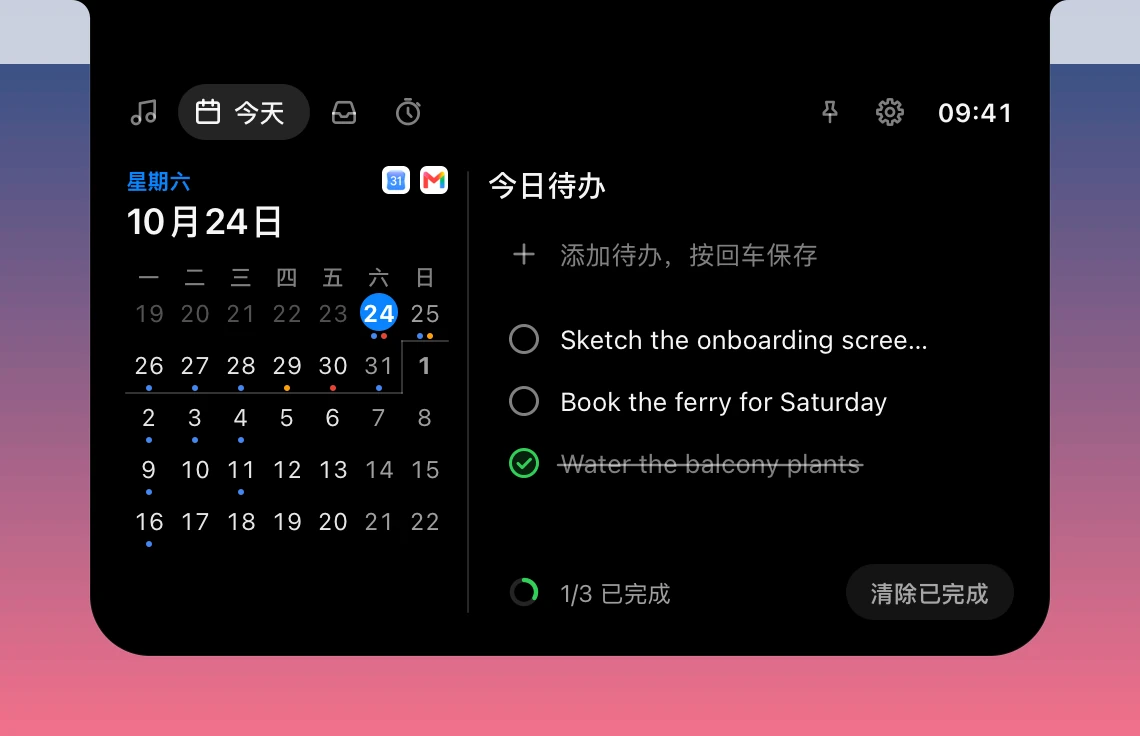 今天
09:41
星期六
31
10月24日
一 二 三 四 五 六 日
19 20 21 22 23 24 25
26 27 28 29 30 31 1
2 3 4 5 6 7 8
9 10 11 12 13 14 15
16 17 18 19 20 21 22
今日待办
添加待办，按回车保存
Sketch the onboarding scree...
Book the ferry for Saturday
Water the balcony plants
1/3 已完成
清除已完成